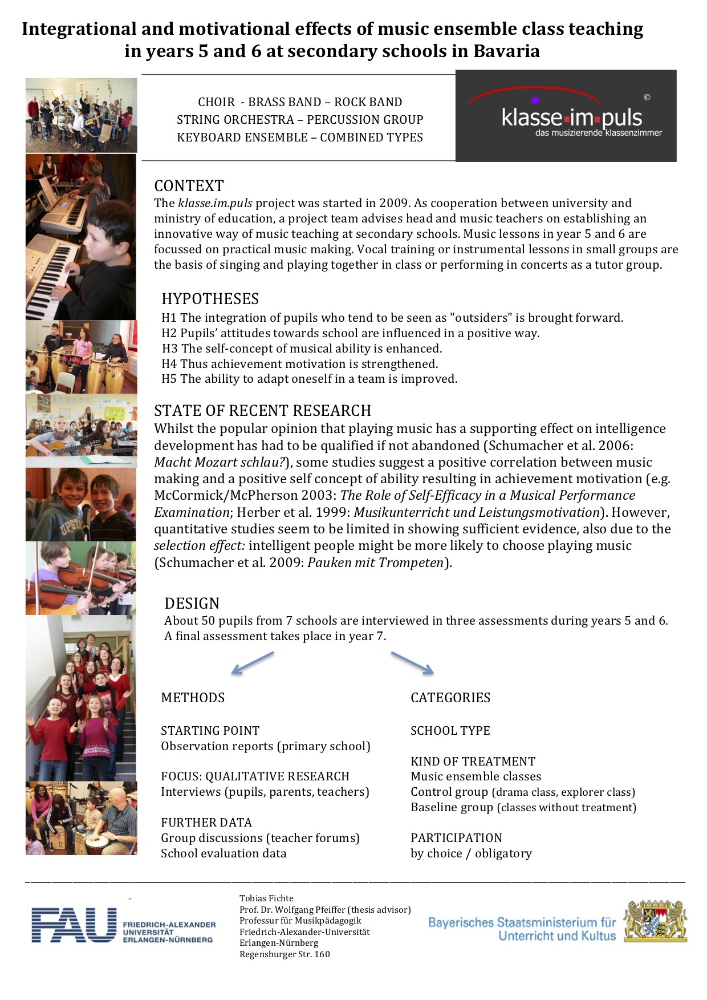 Integrational and motivational effects of music ensemble class teaching
in years 5 and 6 at secondary schools in Bavaria
CHOIR - BRASS BAND – ROCK BAND
STRING ORCHESTRA – PERCUSSION GROUP
KEYBOARD ENSEMBLE – COMBINED TYPES
©
klasse.im.puls
das musizierende klassenzimmer
CONTEXT
The klasse.im.puls project was started in 2009. As cooperation between university and
ministry of education, a project team advises head and music teachers on establishing an
innovative way of music teaching at secondary schools. Music lessons in year 5 and 6 are
focussed on practical music making. Vocal training or instrumental lessons in small groups are
the basis of singing and playing together in class or performing in concerts as a tutor group.
HYPOTHESES
H1 The integration of pupils who tend to be seen as "outsiders" is brought forward.
H2 Pupils’ attitudes towards school are influenced in a positive way.
H3 The self-concept of musical ability is enhanced.
H4 Thus achievement motivation is strengthened.
H5 The ability to adapt oneself in a team is improved.
STATE OF RECENT RESEARCH
Whilst the popular opinion that playing music has a supporting effect on intelligence
development has had to be qualified if not abandoned (Schumacher et al. 2006:
Macht Mozart schlau?), some studies suggest a positive correlation between music
making and a positive self concept of ability resulting in achievement motivation (e.g.
McCormick/McPherson 2003: The Role of Self-Efficacy in a Musical Performance
Examination; Herber et al. 1999: Musikunterricht und Leistungsmotivation). However,
quantitative studies seem to be limited in showing sufficient evidence, also due to the
selection effect: intelligent people might be more likely to choose playing music
(Schumacher et al. 2009: Pauken mit Trompeten).
UPSTA
DESIGN
About 50 pupils from 7 schools are interviewed in three assessments during years 5 and 6.
A final assessment takes place in year 7.
METHODS
STARTING POINT
Observation reports (primary school)
FOCUS: QUALITATIVE RESEARCH
Interviews (pupils, parents, teachers)
FURTHER DATA
Group discussions (teacher forums)
School evaluation data
CATEGORIES
SCHOOL TYPE
KIND OF TREATMENT
Music ensemble classes
Control group (drama class, explorer class)
Baseline group (classes without treatment)
PARTICIPATION
by choice / obligatory
FAU FRIEDRICH-ALEXANDER
UNIVERSITÄT
ERLANGEN-NÜRNBERG
Tobias Fichte
Prof. Dr. Wolfgang Pfeiffer (thesis advisor)
Professur für Musikpädagogik
Friedrich-Alexander-Universität
Erlangen-Nürnberg
Regensburger Str. 160
Bayerisches Staatsministerium für
Unterricht und Kultus